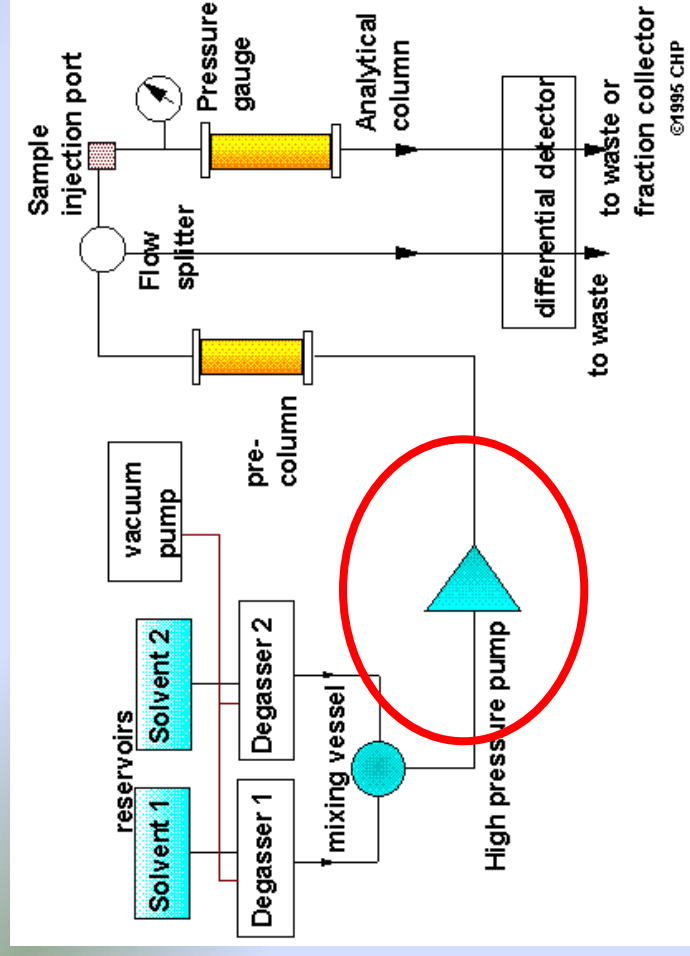 reservoirs
Solvent 1
Solvent 2
vacuum
pump
Degasser 1
Degasser 2
mixing vessel
High pressure pump
pre-
column
Flow
splitter
Sample
injection port
Pressure
gauge
Analytical
column
differential detector
to waste
to waste or
fraction collector
©1995 CHP